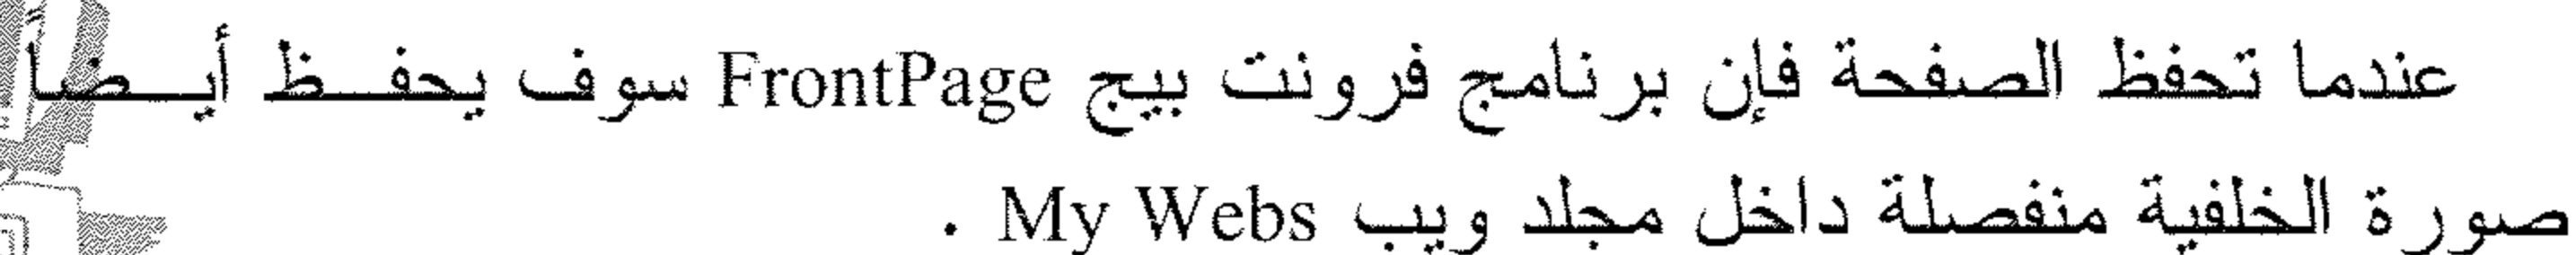 عندما تحفظ الصفحة فإن برنامج فرونت بيج FrontPage سوف يحفظ أيضاً
صورة الخلفية منفصلة داخل مجلد ويب My Webs .